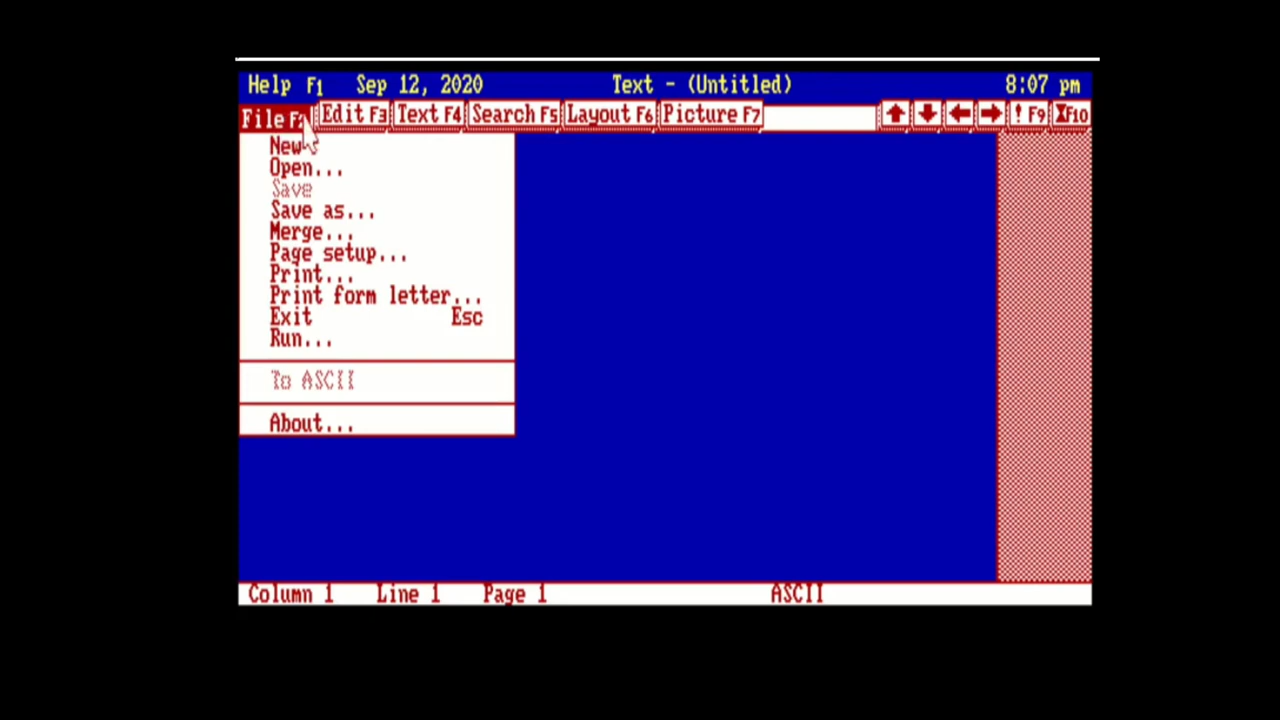 Help F1 Sep 12, 2020 Text - (Untitled) 8:07 pm
File F2 Edit F3 Text F4 Search F5 Layout F6 Picture F7 ! F9 F10
New
Open...
Save
Save as...
Merge...
Page setup...
Print...
Print form letter...
Exit Esc
Run...
To ASCII
About...
Column 1 Line 1 Page 1 ASCII